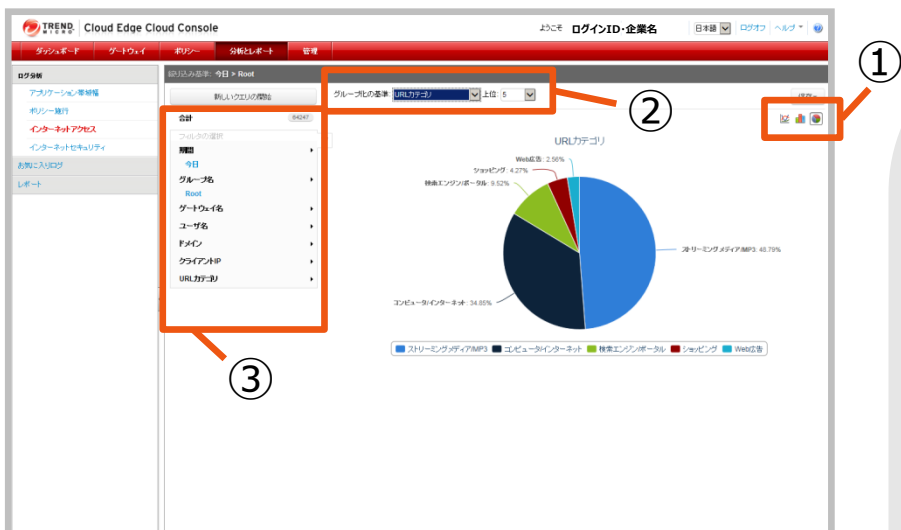 TREND MICRO Cloud Edge Cloud Console
ようこそ ログインID・企業名 日本語 ログオフ ヘルプ
ダッシュボード ゲートウェイ ポリシー 分析とレポート 管理
ログ分析
アプリケーション帯域幅
ポリシー施行
インターネットアクセス
インターネットセキュリティ
お気に入りログ
レポート
絞り込み基準: 今日 > Root
新しいクエリの開始
合計 64247
フィルタの選択
期間
今日
グループ名
Root
ゲートウェイ名
ユーザ名
ドメイン
クライアントIP
URLカテゴリ
グループ化の基準: URLカテゴリ 上位: 5
①
②
③
URLカテゴリ
Web広告: 2.56%
ショッピング: 4.27%
検索エンジン/ポータル: 9.52%
ストリーミングメディア/MP3: 48.79%
コンピュータ/インターネット: 34.85%
ストリーミングメディア/MP3 コンピュータ/インターネット 検索エンジン/ポータル ショッピング Web広告